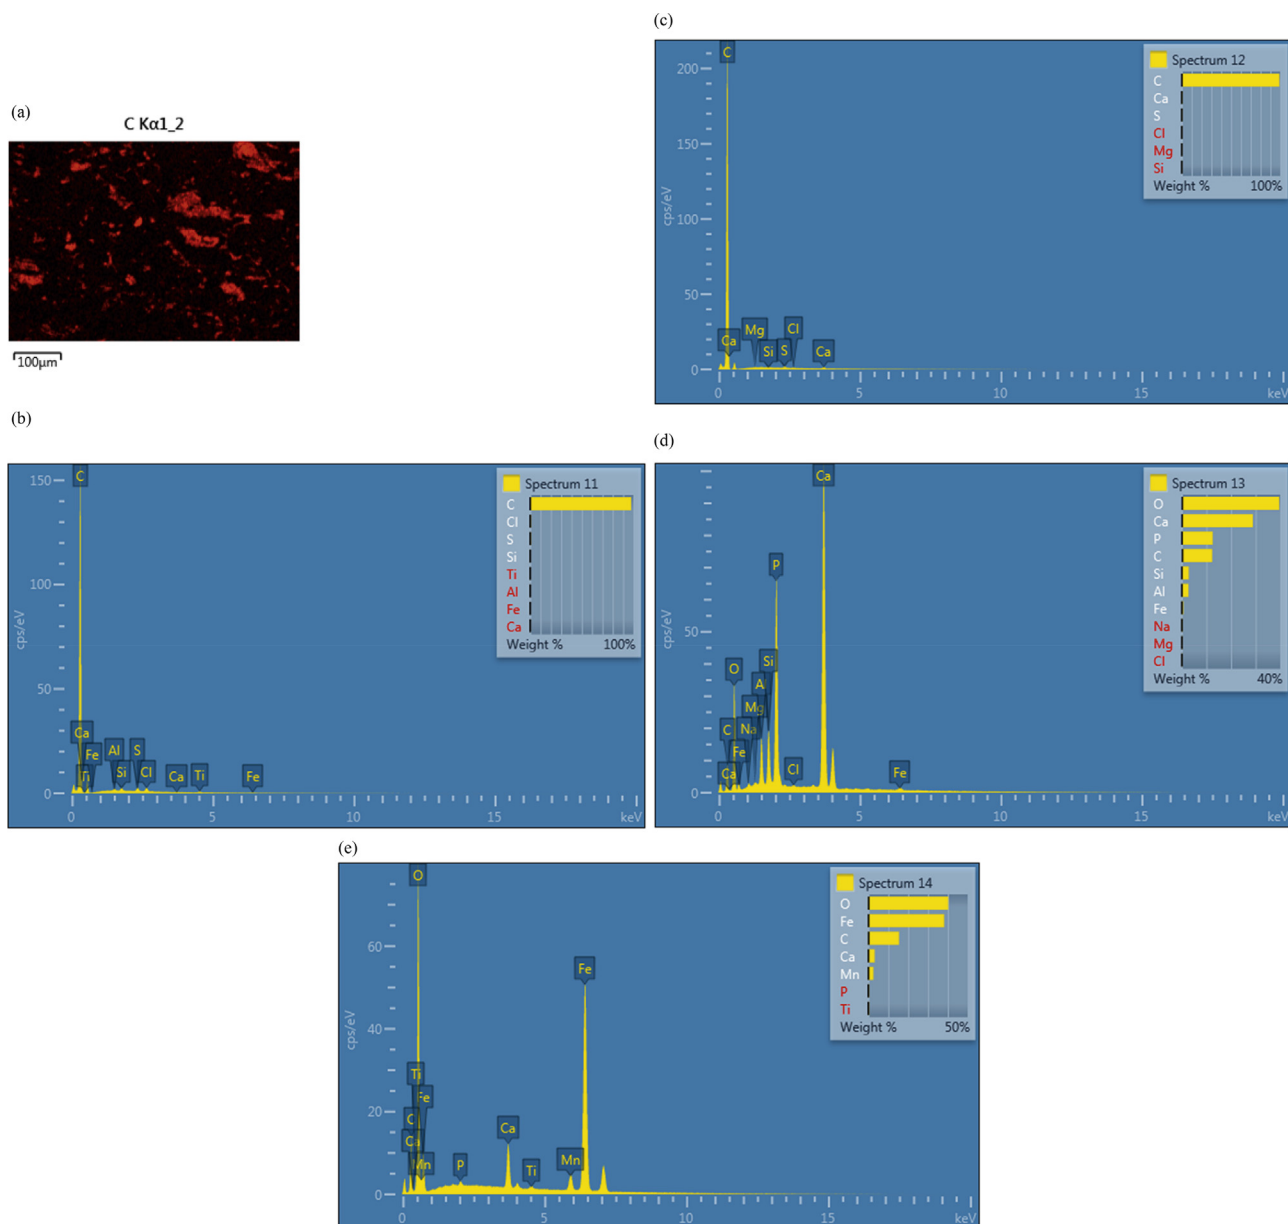 (a)
C Kα1_2
100μm
(b)
C
150
100
50
0
cps/eV
Ca
Ti
Fe
Al
Si
S
Cl
Ca
Ti
Fe
0
5
10
15
keV
Spectrum 11
C
Cl
S
Si
Ti
Al
Fe
Ca
Weight % 100%
(c)
C
200
150
100
50
0
cps/eV
Ca
Mg
Si
S
Cl
Ca
0
5
10
15
keV
Spectrum 12
C
Ca
S
Cl
Mg
Si
Weight % 100%
(d)
Ca
P
50
0
cps/eV
O
Si
Al
Mg
Na
C
Fe
Ca
Cl
Fe
0
5
10
15
keV
Spectrum 13
O
Ca
P
C
Si
Al
Fe
Na
Mg
Cl
Weight % 40%
(e)
O
60
40
20
0
cps/eV
Ti
Fe
C
Ca
Mn
P
Ca
Ti
Mn
Fe
0
5
10
15
keV
Spectrum 14
O
Fe
C
Ca
Mn
P
Ti
Weight % 50%